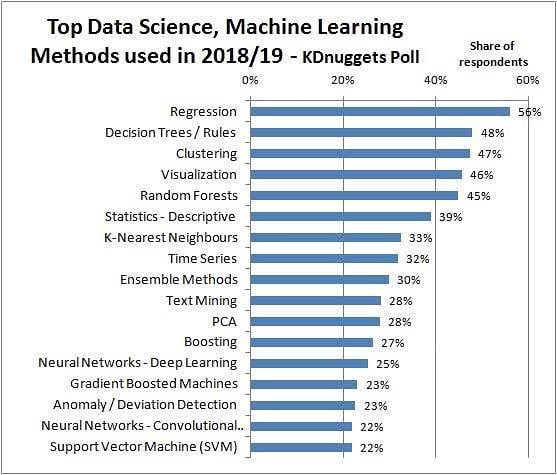 Top Data Science, Machine Learning
Methods used in 2018/19 - KDnuggets Poll
Share of
respondents
0% 20% 40% 60%
Regression 56%
Decision Trees / Rules 48%
Clustering 47%
Visualization 46%
Random Forests 45%
Statistics - Descriptive 39%
K-Nearest Neighbours 33%
Time Series 32%
Ensemble Methods 30%
Text Mining 28%
PCA 28%
Boosting 27%
Neural Networks - Deep Learning 25%
Gradient Boosted Machines 23%
Anomaly / Deviation Detection 23%
Neural Networks - Convolutional.. 22%
Support Vector Machine (SVM) 22%